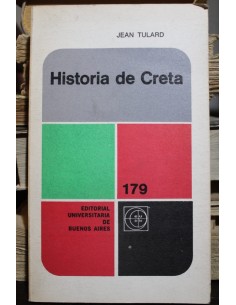 JEAN TULARD
Historia de Creta
179
EDITORIAL
UNIVERSITARIA
DE
BUENOS AIRES